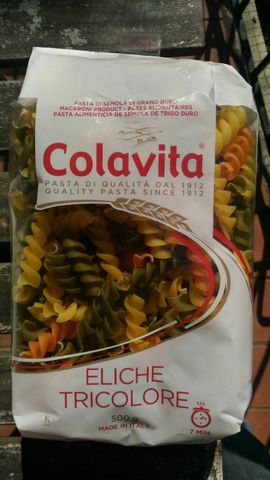 PASTA DI SEMOLA DI GRANO DURO
MACARONI PRODUCT - PÂTES ALIMENTAIRES
PASTA ALIMENTICIA DE SEMOLA DE TRIGO DURO
Colavita®
PASTA DI QUALITÀ DAL 1912
QUALITY PASTA SINCE 1912
ELICHE
TRICOLORE
500 g
MADE IN ITALY
K
7 MIN